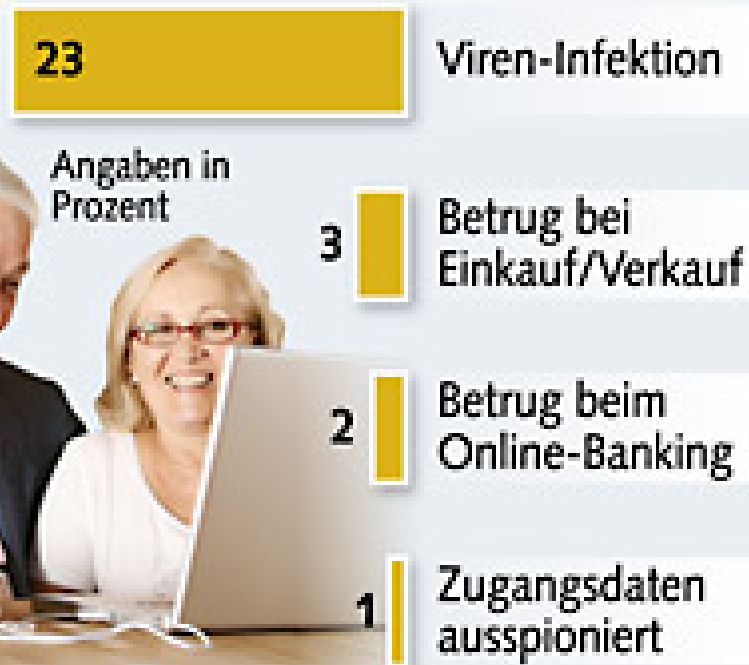 23
Viren-Infektion
Angaben in
Prozent
3
Betrug bei
Einkauf/Verkauf
2
Betrug beim
Online-Banking
1
Zugangsdaten
ausspioniert